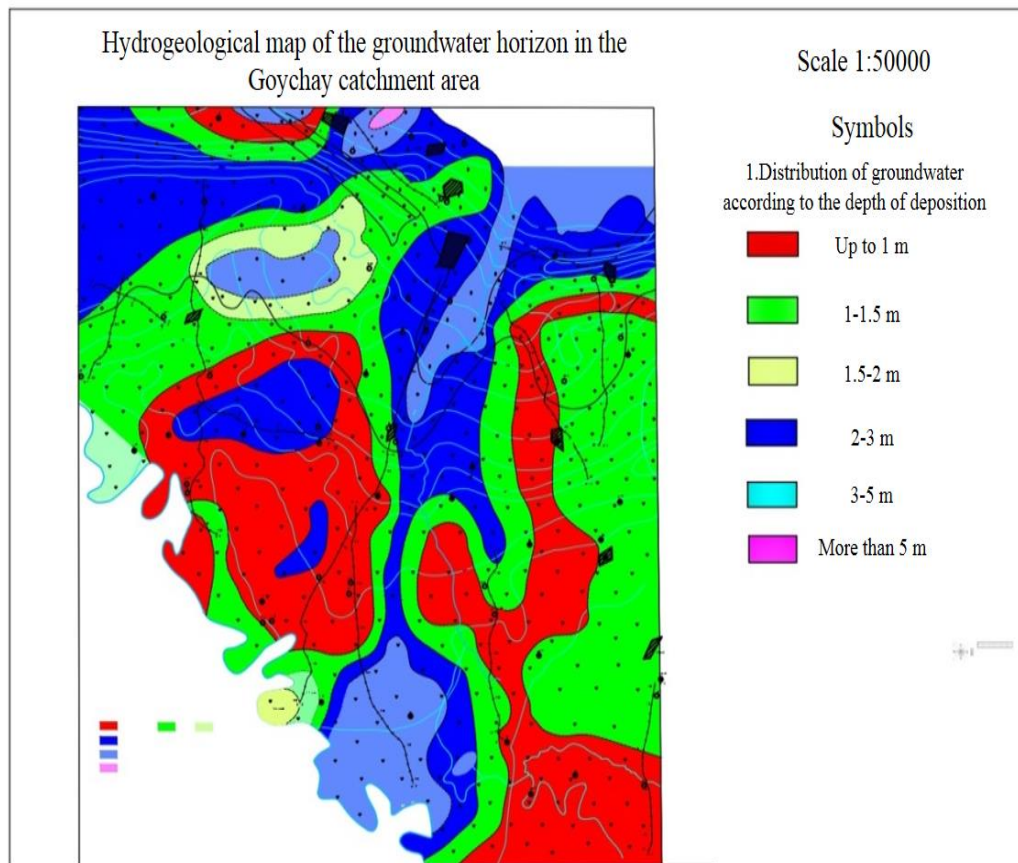 Hydrogeological map of the groundwater horizon in the
Goychay catchment area
Scale 1:50000
Symbols
1.Distribution of groundwater
according to the depth of deposition
Up to 1 m
1-1.5 m
1.5-2 m
2-3 m
3-5 m
More than 5 m